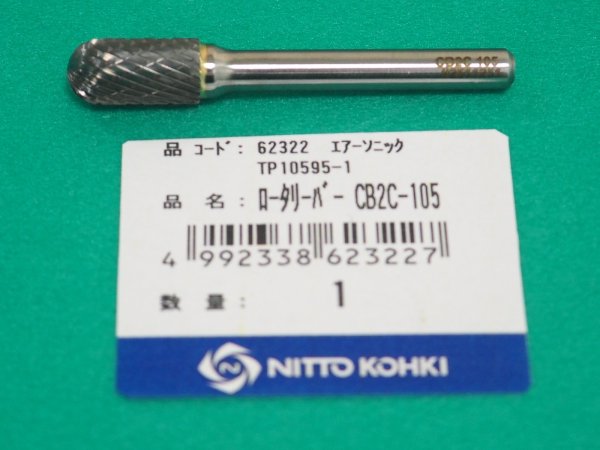 CB2C-105
品 ｺｰﾄﾞ: 62322 ｴｱｰｿﾆｯｸ
TP10595-1
品 名: ﾛｰﾀﾘｰﾊﾞｰ CB2C-105
4 992338 623227
数 量: 1
NITTO KOHKI